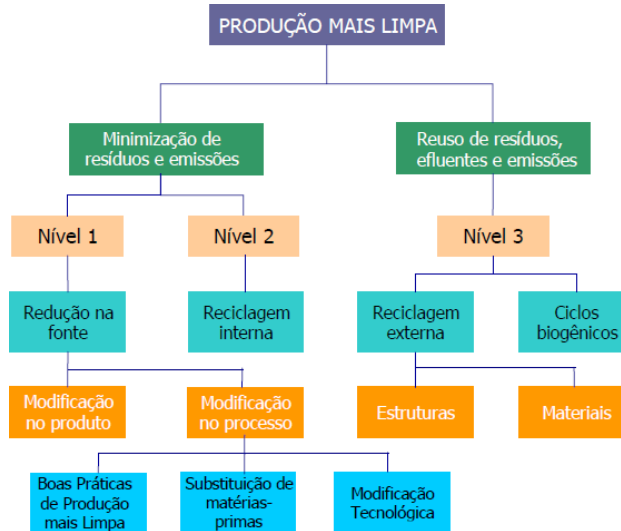 PRODUÇÃO MAIS LIMPA
Minimização de
resíduos e emissões
Reuso de resíduos,
efluentes e emissões
Nível 1
Nível 2
Nível 3
Redução na
fonte
Reciclagem
interna
Reciclagem
externa
Ciclos
biogênicos
Modificação
no produto
Modificação
no processo
Estruturas
Materiais
Boas Práticas
de Produção
mais Limpa
Substituição de
matérias-
primas
Modificação
Tecnológica